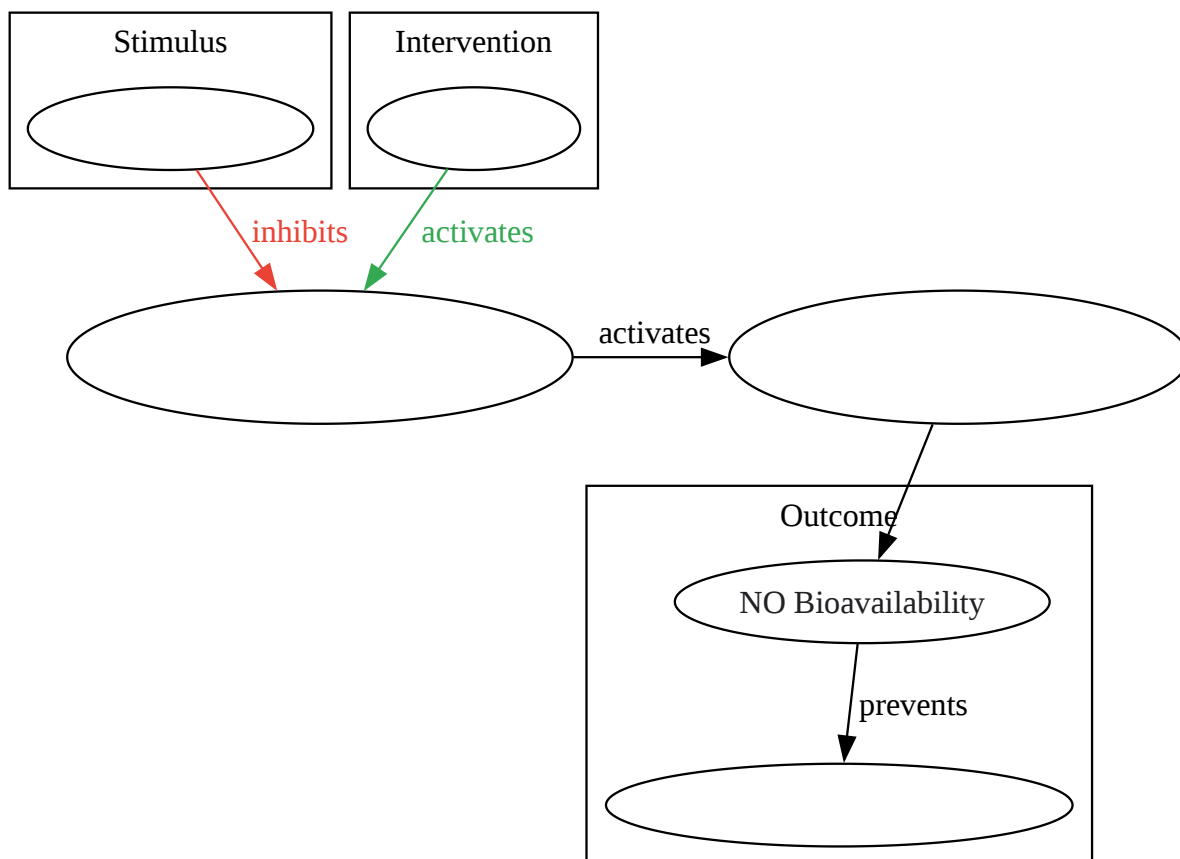 Stimulus
Intervention
inhibits
activates
activates
Outcome
NO Bioavailability
prevents